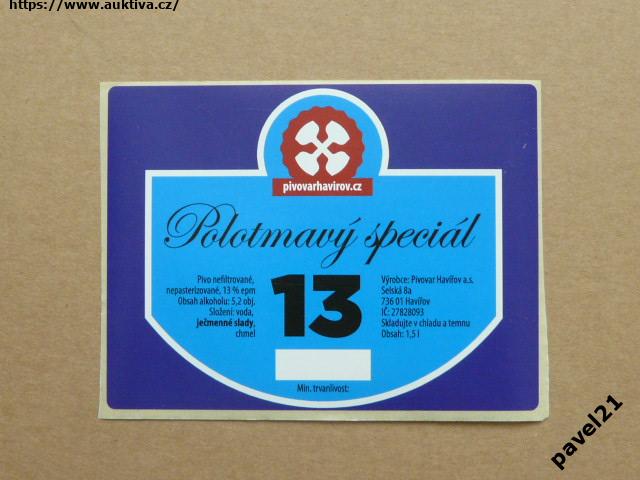 https://www.auktiva.cz/
pivovarhavirov.cz
Polotmavý speciál
Pivo nefiltrované,
nepasterizované, 13 % epm
Obsah alkoholu: 5,2 obj.
Složení: voda,
ječmenné slady,
chmel
13
Výrobce: Pivovar Havířov a.s.
Selská 8a
736 01 Havířov
IČ: 27828093
Skladujte v chladu a temnu
Obsah: 1,5 l
Min. trvanlivost:
pavel21